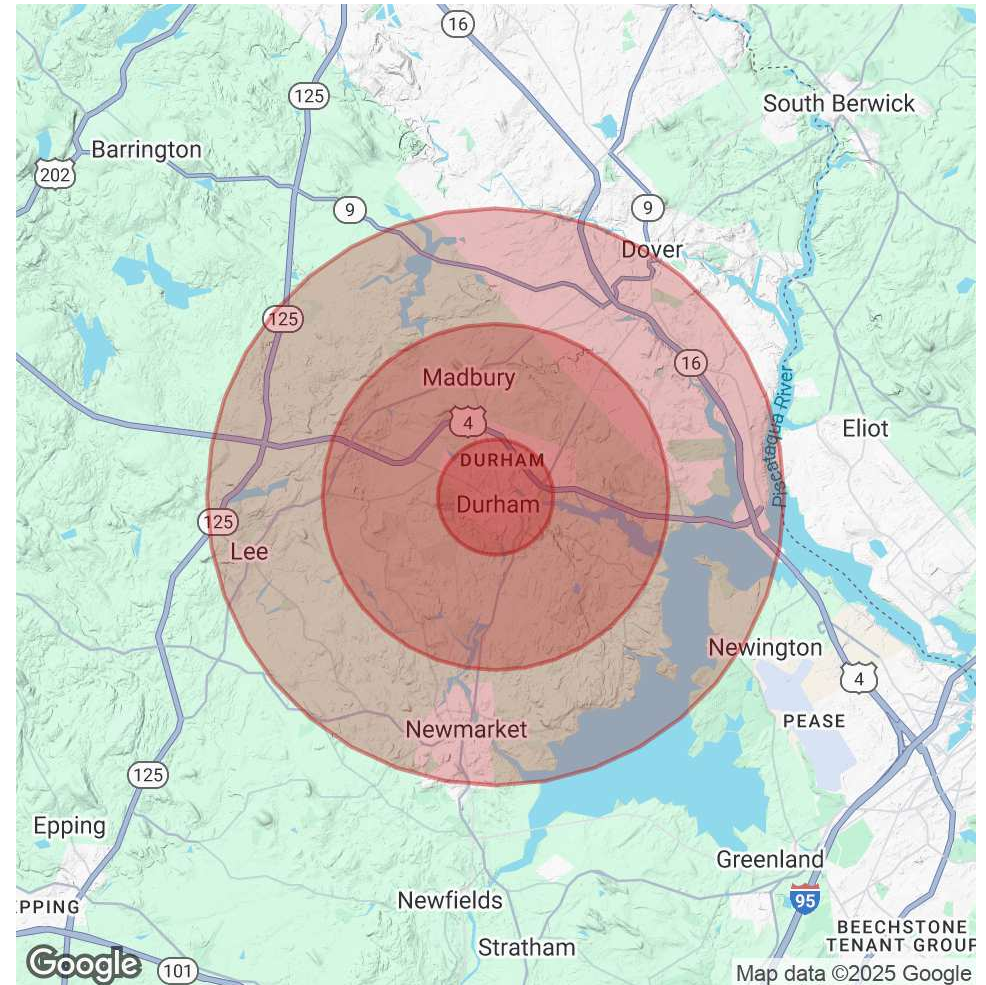 16
125
South Berwick
Barrington
202
9
9
Dover
125
16
Madbury
Piscataqua River
4
Eliot
DURHAM
Durham
125
Lee
Newington
4
PEASE
Newmarket
125
Epping
Greenland
95
Newfields
EPPING
BEECHSTONE
TENANT GROUP
Stratham
Google
101
Map data ©2025 Google